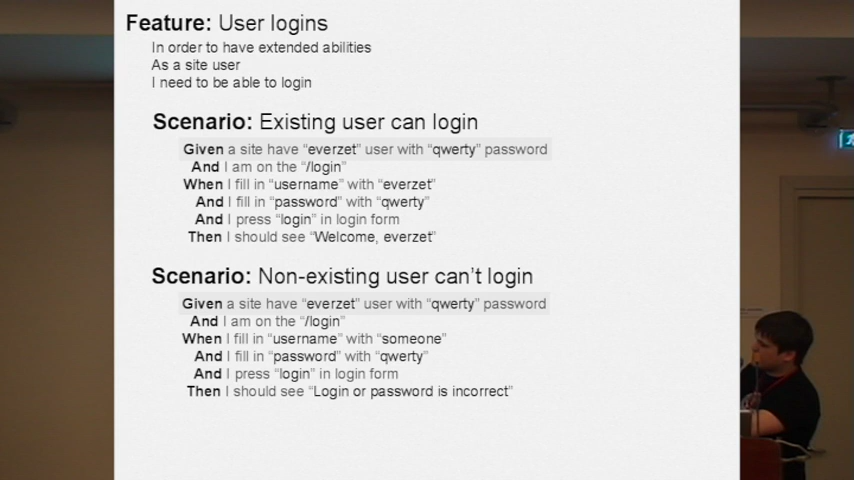 Feature: User logins
In order to have extended abilities
As a site user
I need to be able to login
Scenario: Existing user can login
Given a site have “everzet” user with “qwerty” password
And I am on the “/login”
When I fill in “username” with “everzet”
And I fill in “password” with “qwerty”
And I press “login” in login form
Then I should see “Welcome, everzet”
Scenario: Non-existing user can’t login
Given a site have “everzet” user with “qwerty” password
And I am on the “/login”
When I fill in “username” with “someone”
And I fill in “password” with “qwerty”
And I press “login” in login form
Then I should see “Login or password is incorrect”